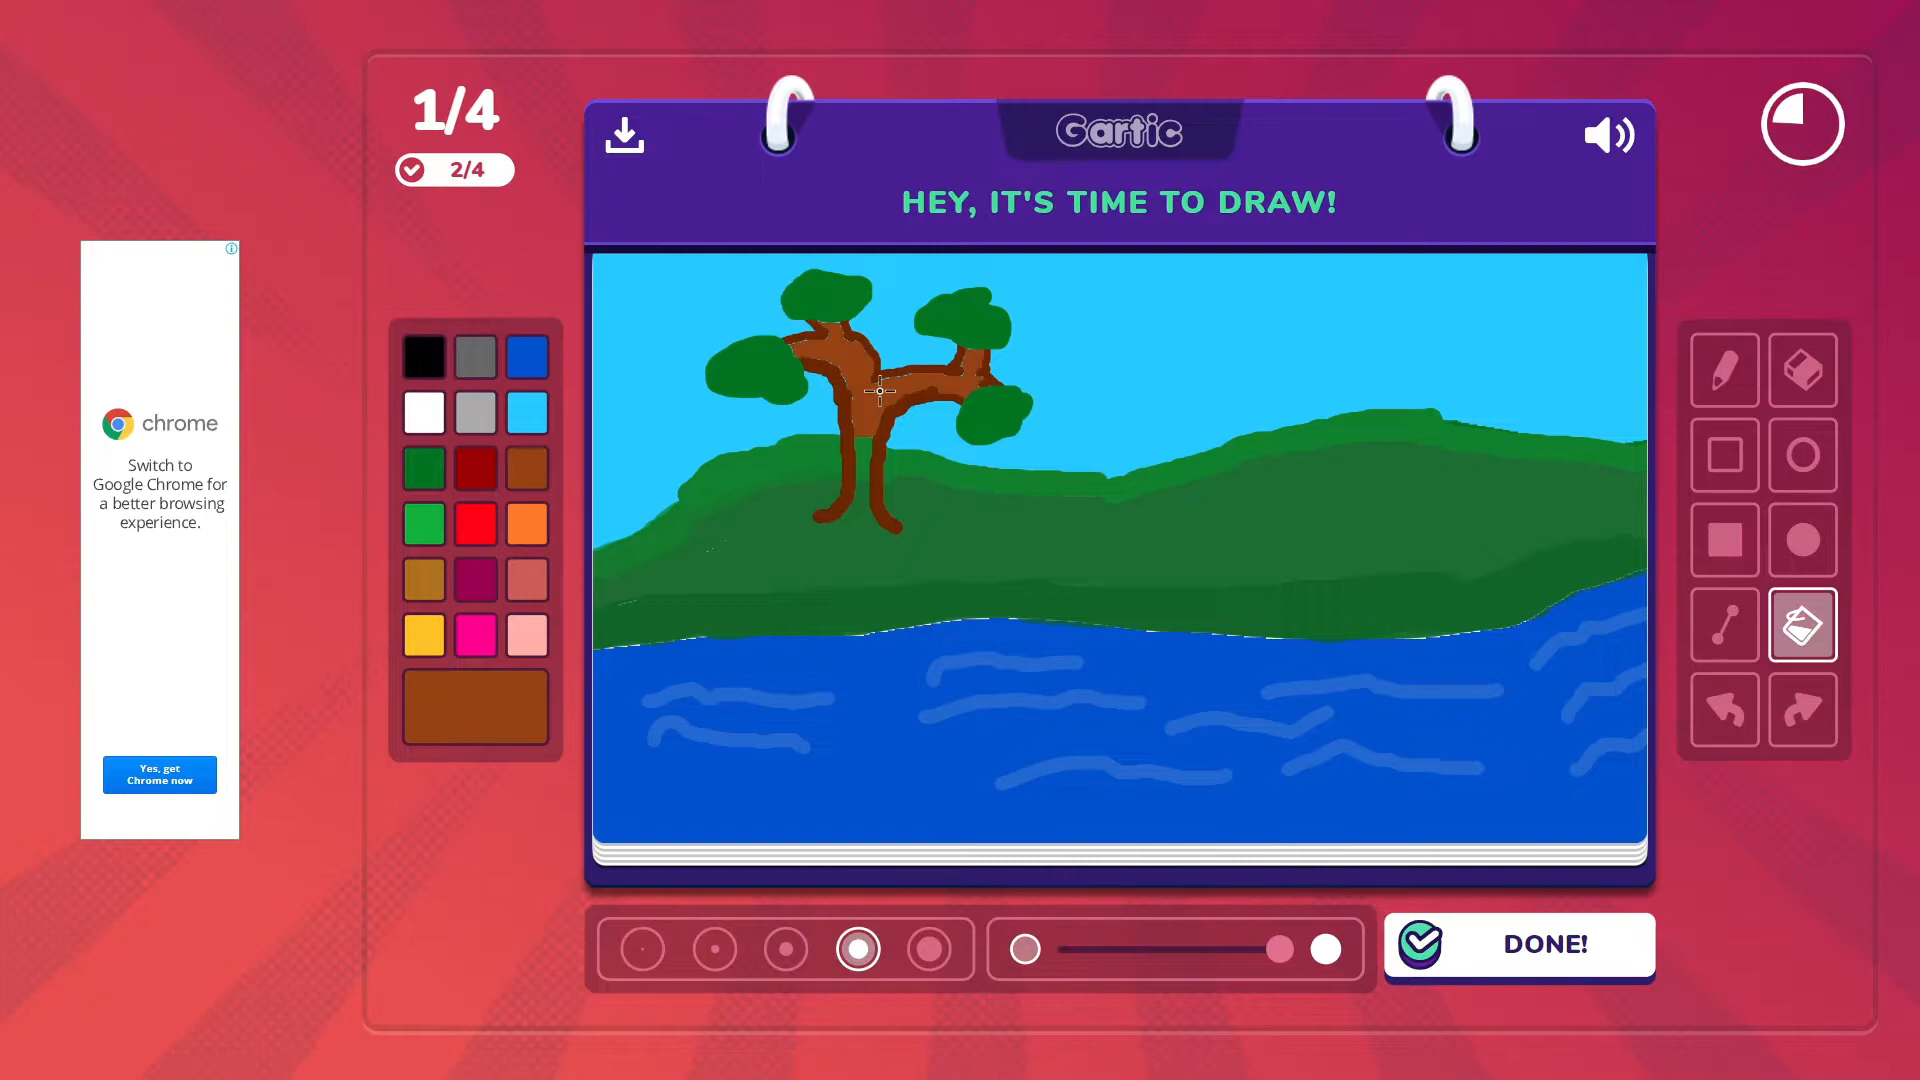 1/4
2/4
Gartic
HEY, IT'S TIME TO DRAW!
chrome
Switch to
Google Chrome for
a better browsing
experience.
Yes, get
Chrome now
DONE!